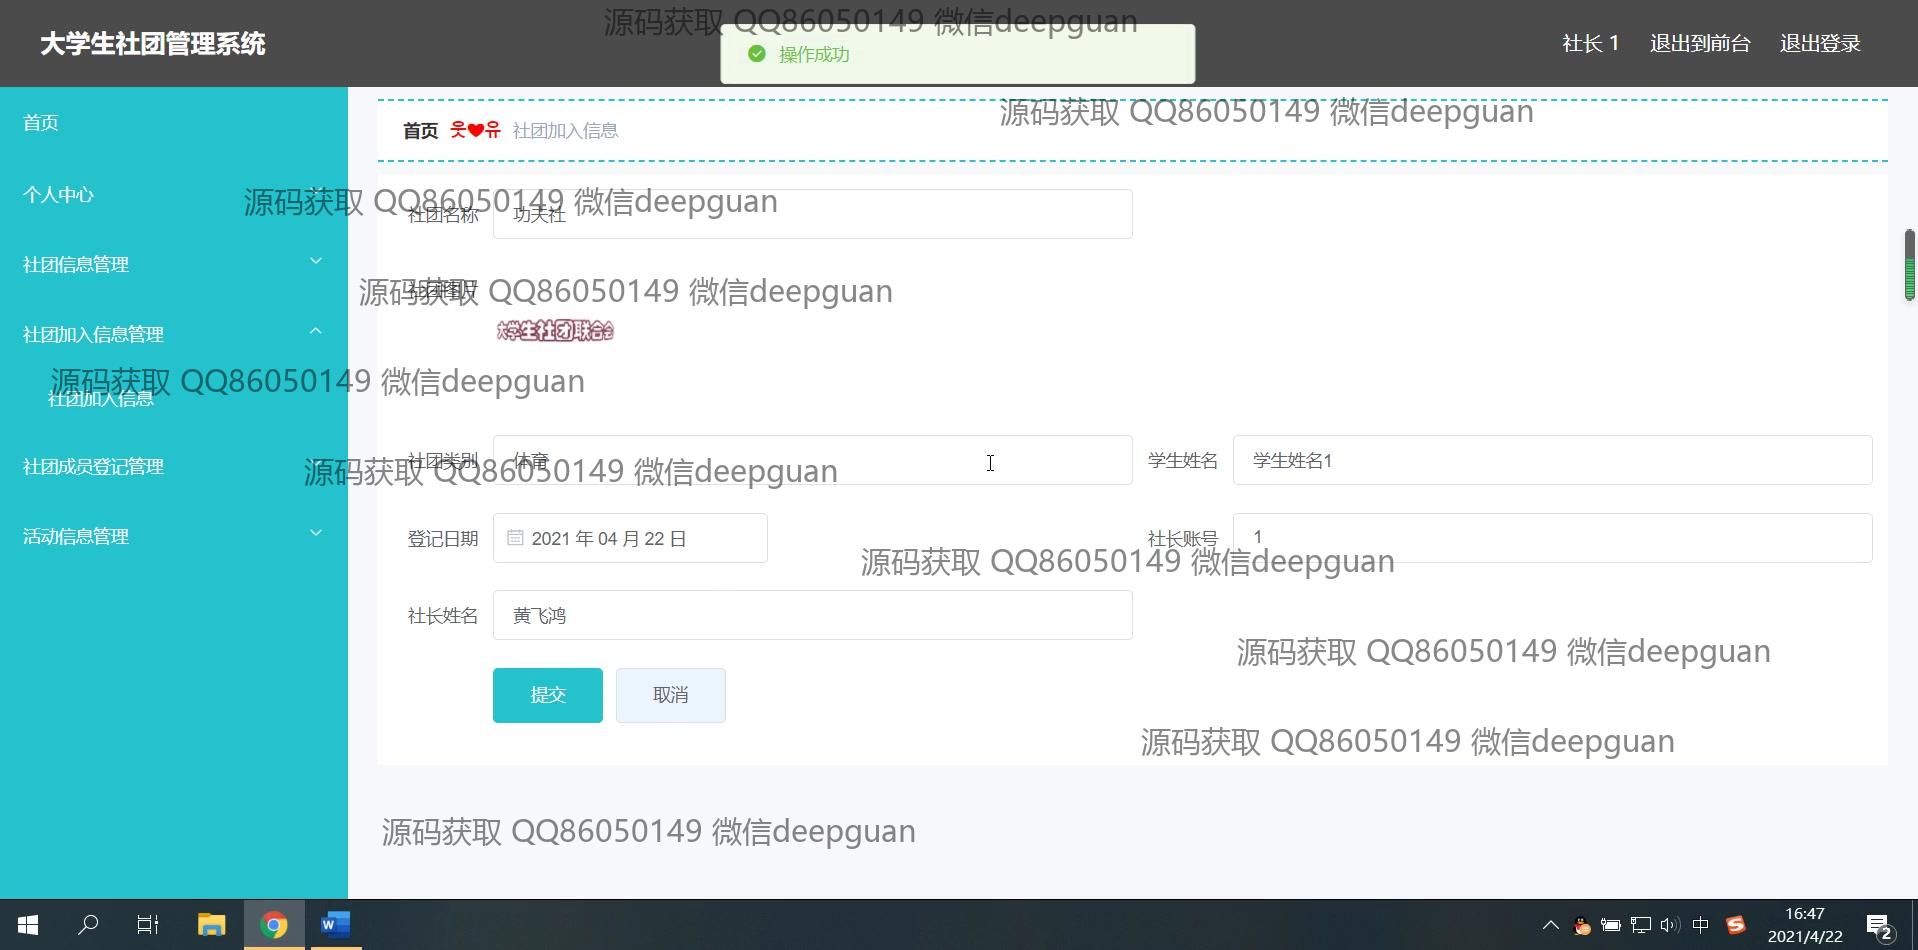 源码获取 QQ86050149 微信deepguan
大学生社团管理系统
操作成功
社长 1
退出到前台
退出登录
首页
个人中心
社团信息管理
社团加入信息管理
社团加入信息
社团成员登记管理
活动信息管理
源码获取 QQ86050149 微信deepguan
首页 웃❤유 社团加入信息
源码获取 QQ86050149 微信deepguan
社团名称 功夫社
源码获取 QQ86050149 微信deepguan
社团图片
大学生社团联合会
源码获取 QQ86050149 微信deepguan
社团类别 体育
学生姓名 学生姓名1
源码获取 QQ86050149 微信deepguan
登记日期 2021 年 04 月 22 日
社长账号 1
源码获取 QQ86050149 微信deepguan
社长姓名 黄飞鸿
源码获取 QQ86050149 微信deepguan
提交
取消
源码获取 QQ86050149 微信deepguan
源码获取 QQ86050149 微信deepguan
W
中
S
16:47
2021/4/22
2